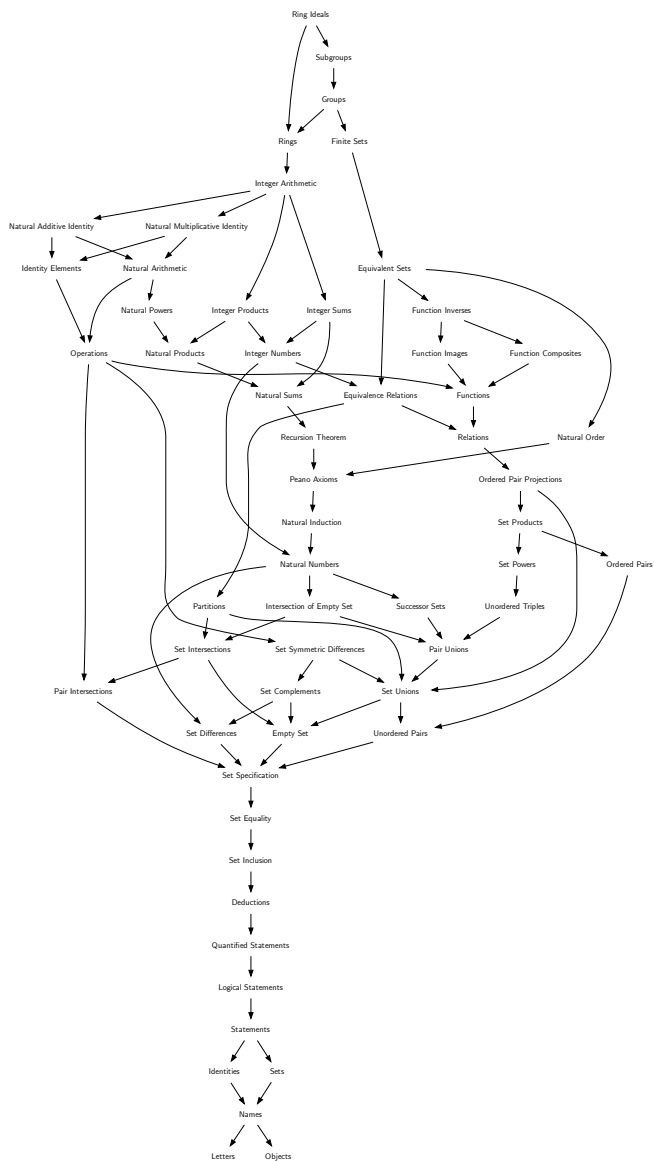 Ring Ideals
Subgroups
Groups
Rings
Finite Sets
Integer Arithmetic
Natural Additive Identity
Natural Multiplicative Identity
Identity Elements
Natural Arithmetic
Equivalent Sets
Natural Powers
Integer Products
Integer Sums
Function Inverses
Operations
Natural Products
Integer Numbers
Function Images
Function Composites
Natural Sums
Equivalence Relations
Functions
Recursion Theorem
Relations
Natural Order
Peano Axioms
Ordered Pair Projections
Natural Induction
Set Products
Natural Numbers
Set Powers
Ordered Pairs
Partitions
Intersection of Empty Set
Successor Sets
Unordered Triples
Set Intersections
Set Symmetric Differences
Pair Unions
Pair Intersections
Set Complements
Set Unions
Set Differences
Empty Set
Unordered Pairs
Set Specification
Set Equality
Set Inclusion
Deductions
Quantified Statements
Logical Statements
Statements
Identities
Sets
Names
Letters
Objects